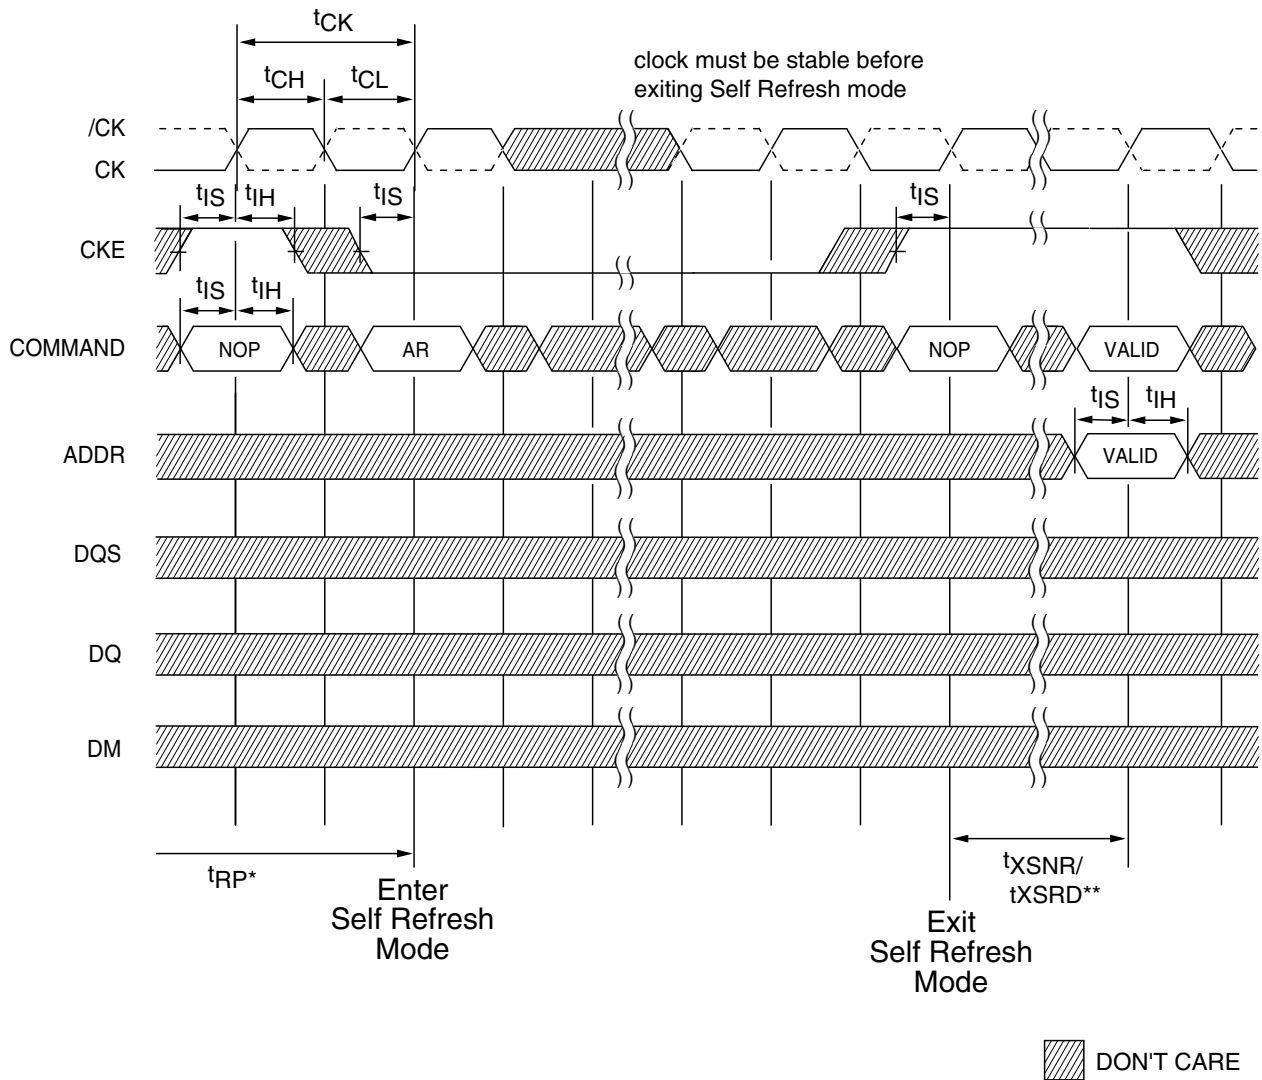 tCK
clock must be stable before
exiting Self Refresh mode
tCH
tCL
/CK
CK
tIS
tIH
tIS
tIS
CKE
tIS
tIH
COMMAND
NOP
AR
NOP
VALID
tIS
tIH
ADDR
VALID
DQS
DQ
DM
tRP*
tXSNR/
tXSRD**
Enter
Self Refresh
Mode
Exit
Self Refresh
Mode
DON'T CARE